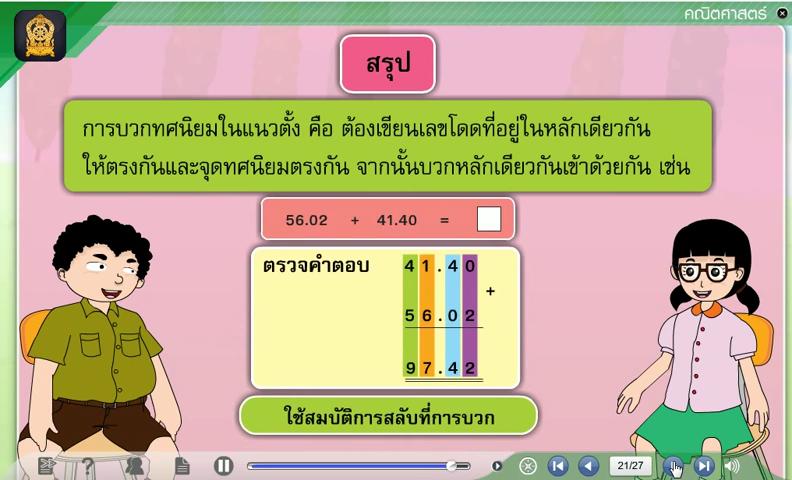 คณิตศาสตร์
สรุป
การบวกทศนิยมในแนวตั้ง คือ ต้องเขียนเลขโดดที่อยู่ในหลักเดียวกัน
ให้ตรงกันและจุดทศนิยมตรงกัน จากนั้นบวกหลักเดียวกันเข้าด้วยกัน เช่น
56.02 + 41.40 =
ตรวจคำตอบ
41.40
+
56.02
97.42
ใช้สมบัติการสลับที่การบวก
21/27